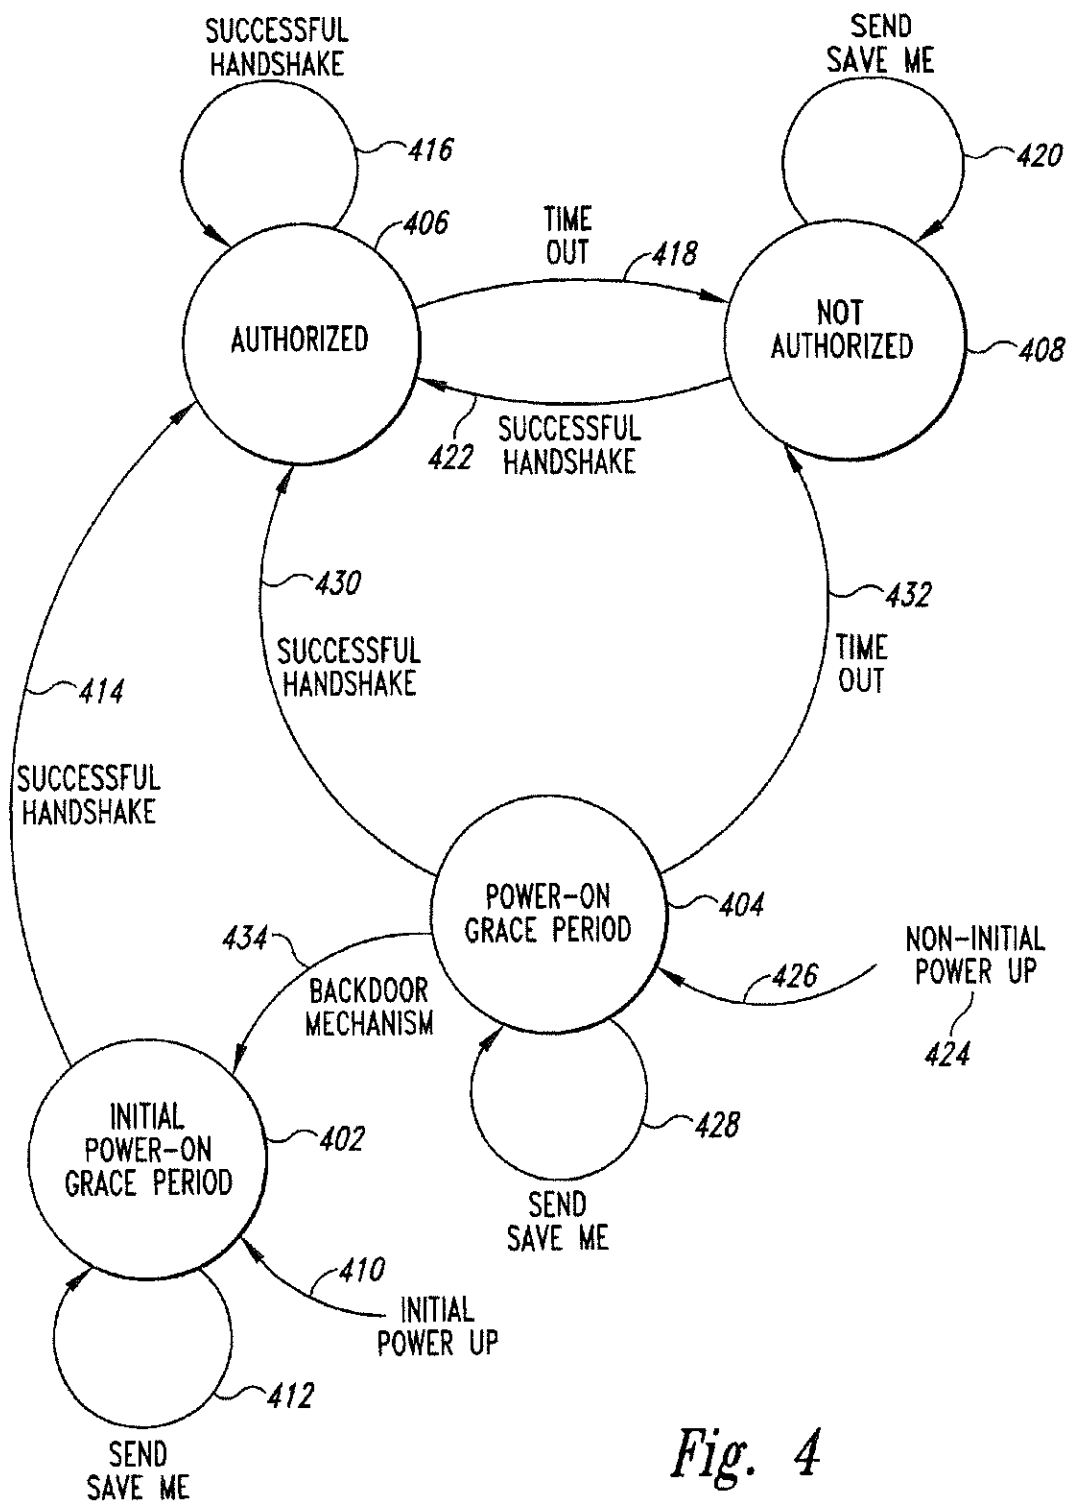 SUCCESSFUL
HANDSHAKE
416
406
AUTHORIZED
SEND
SAVE ME
420
TIME
OUT
418
NOT
AUTHORIZED
408
422
SUCCESSFUL
HANDSHAKE
430
SUCCESSFUL
HANDSHAKE
432
TIME
OUT
414
SUCCESSFUL
HANDSHAKE
POWER-ON
GRACE PERIOD
404
434
BACKDOOR
MECHANISM
NON-INITIAL
POWER UP
426
424
428
SEND
SAVE ME
INITIAL
POWER-ON
GRACE PERIOD
402
410
INITIAL
POWER UP
412
SEND
SAVE ME
Fig. 4